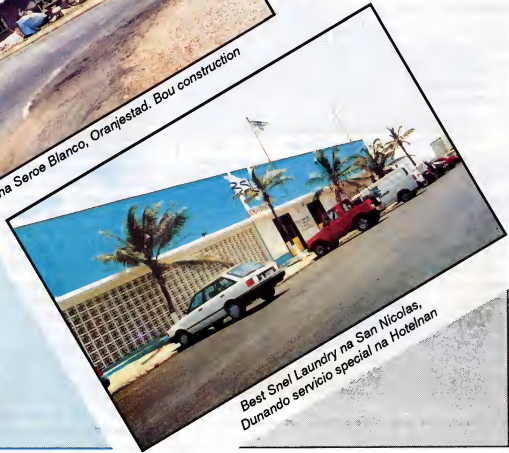 na Seroe Blanco, Oranjestad. Bou construction
Best Snel Laundry na San Nicolas,
Dunando servicio special na Hotelnan